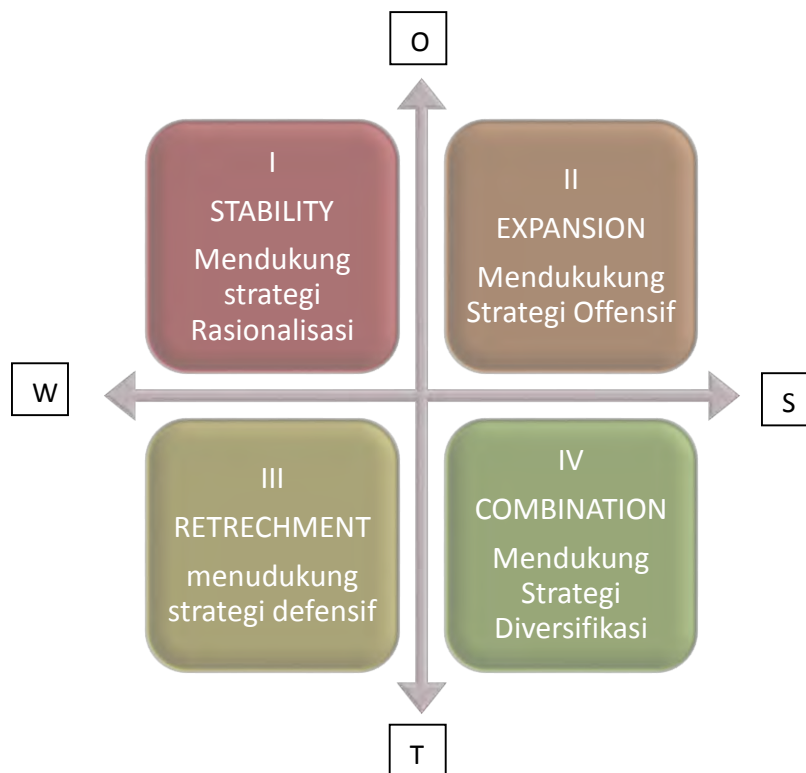 O
I
STABILITY
Mendukung
strategi
Rasionalisasi
II
EXPANSION
Mendukukung
Strategi Offensif
W
S
III
RETRECHMENT
menudukung
strategi defensif
IV
COMBINATION
Mendukung
Strategi
Diversifikasi
T